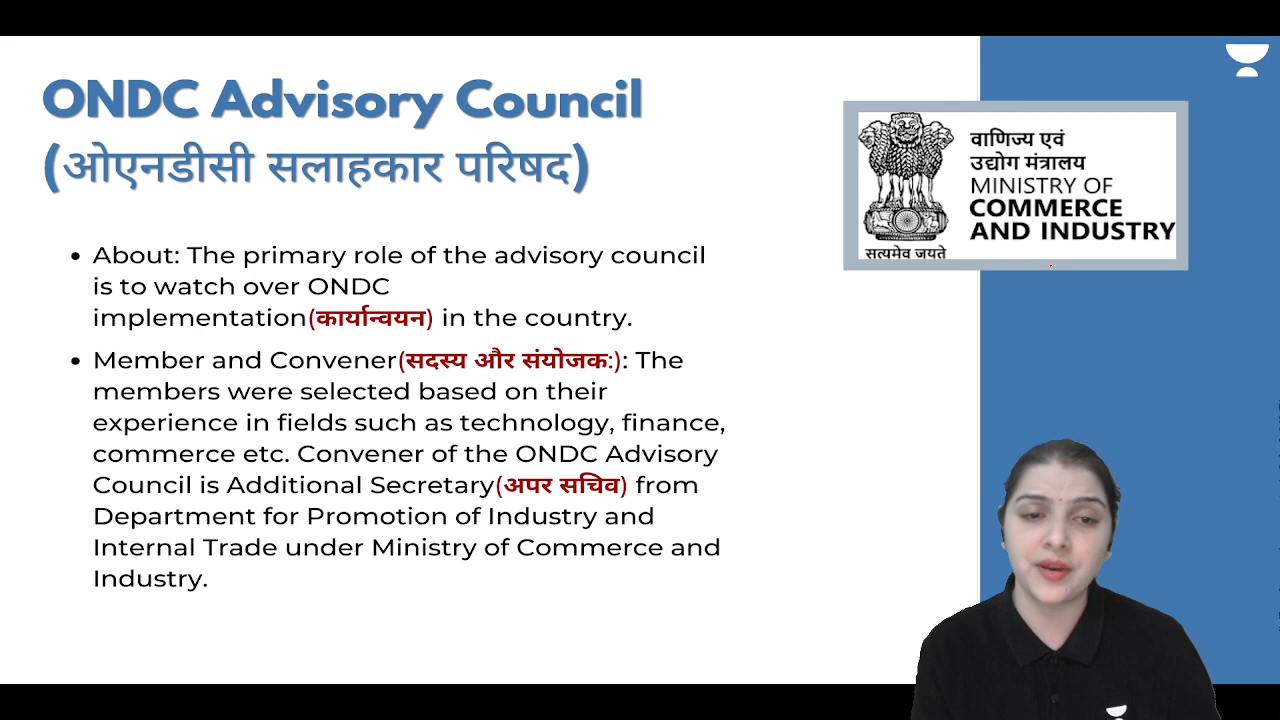 ONDC Advisory Council
(ओएनडीसी सलाहकार परिषद)
वाणिज्य एवं
उद्योग मंत्रालय
MINISTRY OF
COMMERCE
AND INDUSTRY
सत्यमेव जयते
• About: The primary role of the advisory council
is to watch over ONDC
implementation(कार्यान्वयन) in the country.
• Member and Convener(सदस्य और संयोजक:): The
members were selected based on their
experience in fields such as technology, finance,
commerce etc. Convener of the ONDC Advisory
Council is Additional Secretary(अपर सचिव) from
Department for Promotion of Industry and
Internal Trade under Ministry of Commerce and
Industry.